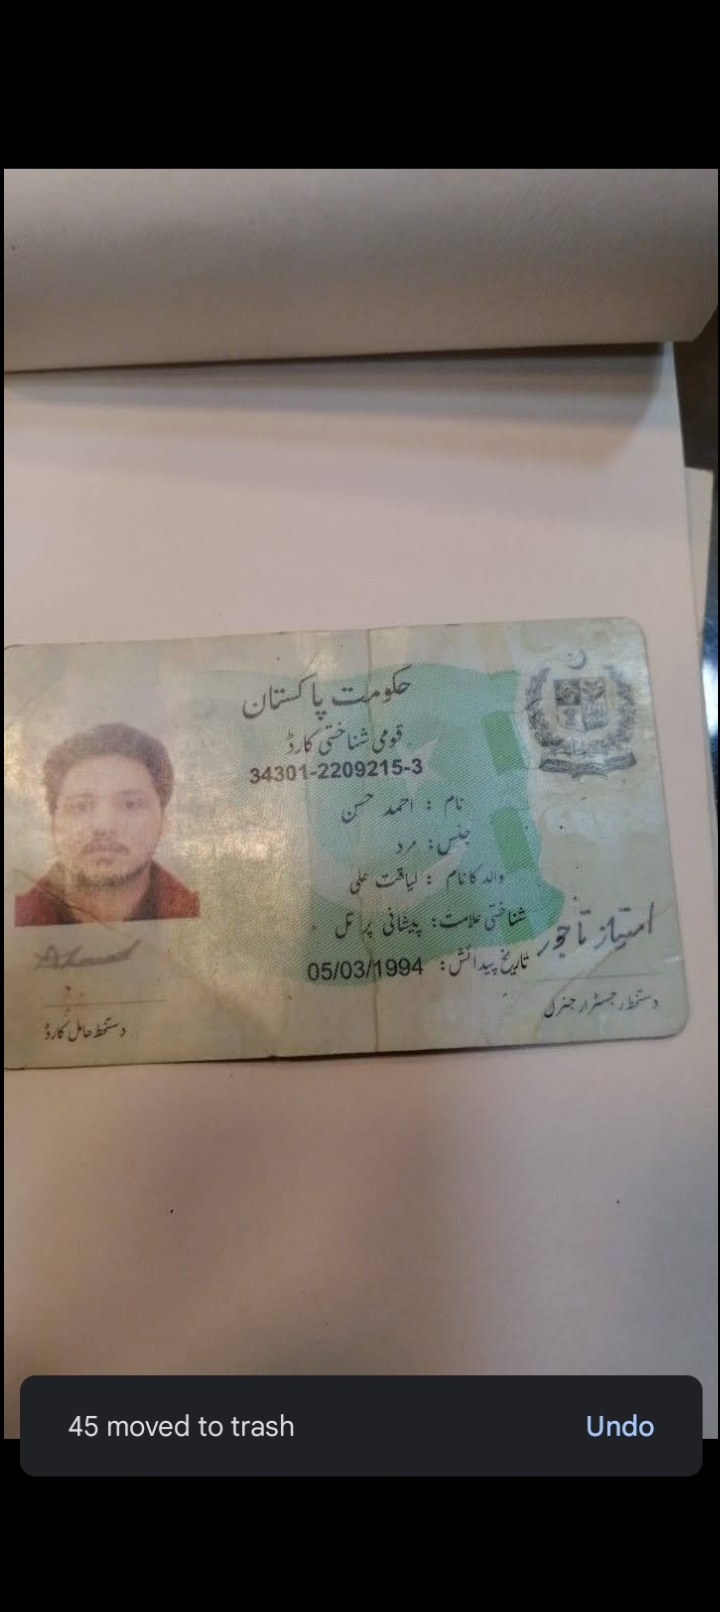 حکومت پاکستان
قومی شناختی کارڈ
34301-2209215-3
نام : احمد حسن
جنس: مرد
والد کا نام : لیاقت علی
شناختی علامت: پیشانی پر تل
تاریخ پیدائش: 05/03/1994
امتیاز تاجور
دستخط رجسٹرار جنرل
Ahmad
دستخط حامل کارڈ
45 moved to trash
Undo